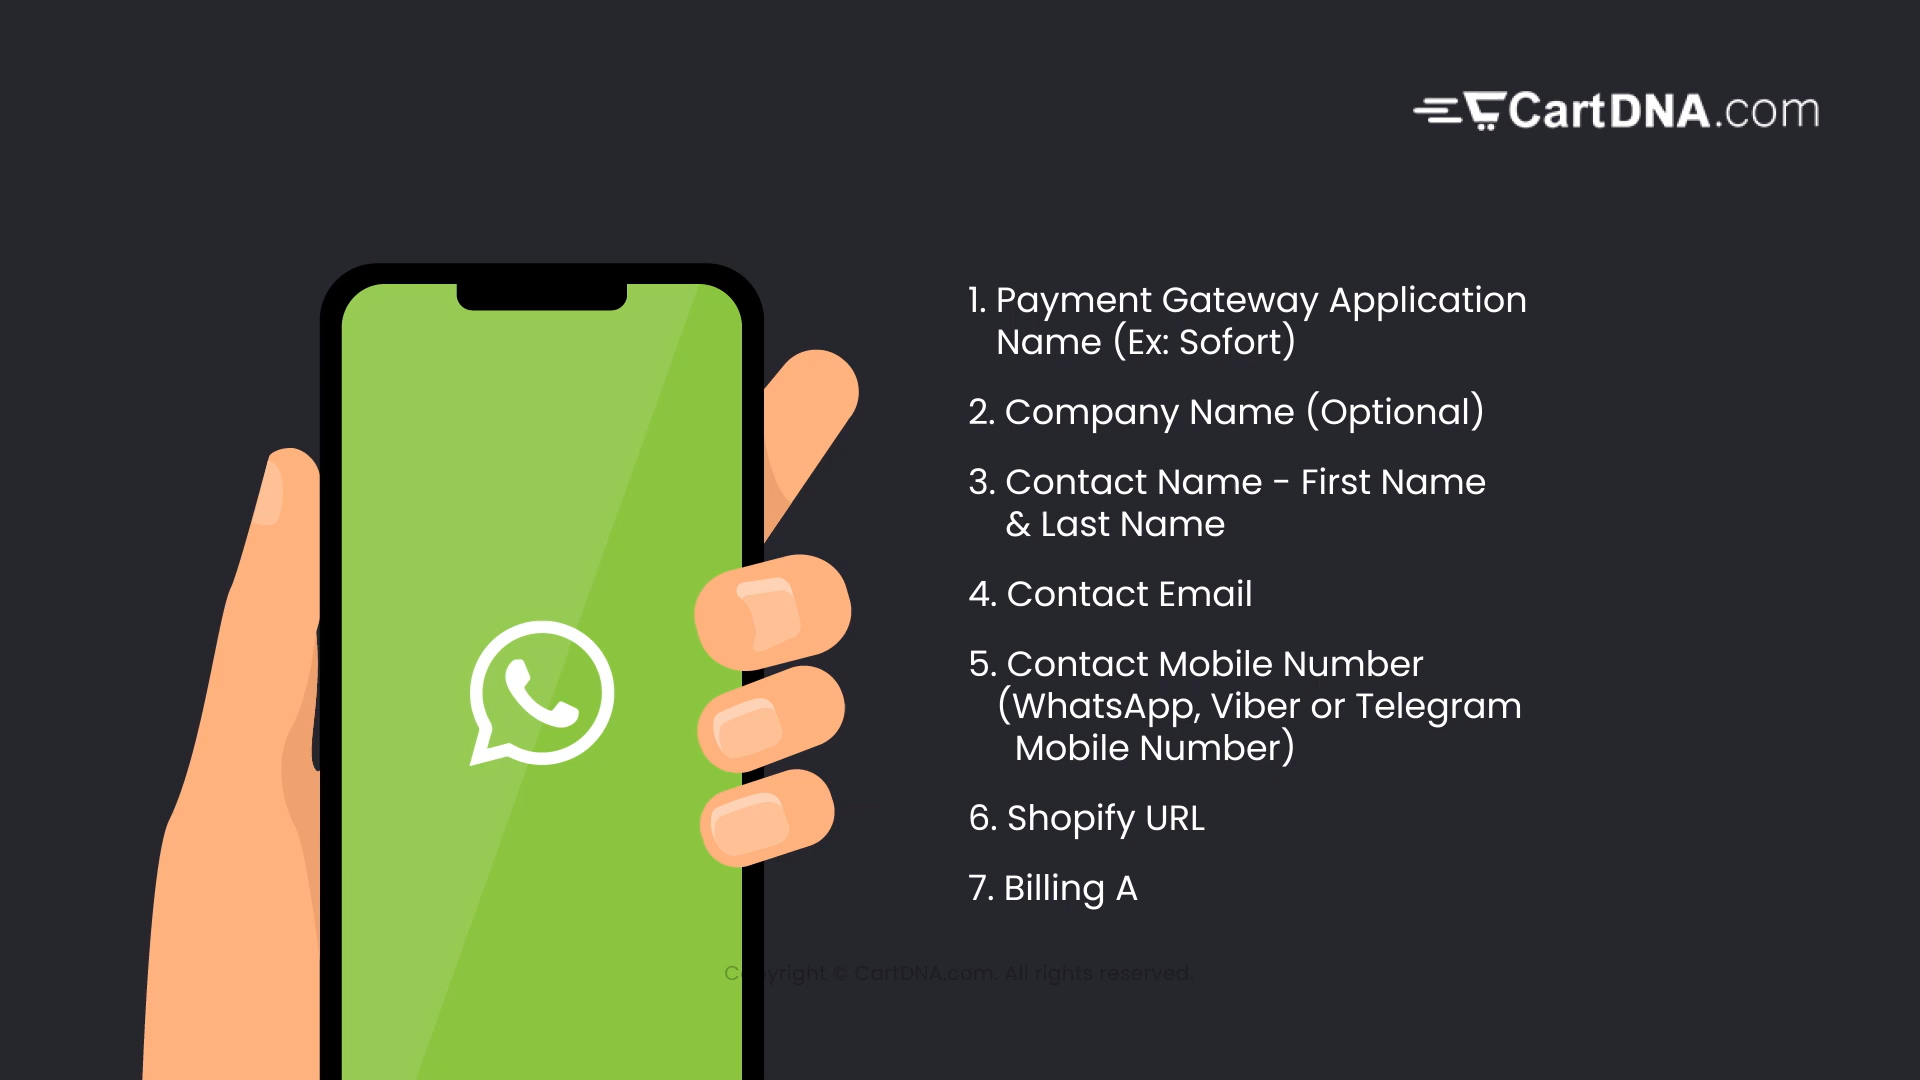 CartDNA.com
1. Payment Gateway Application
Name (Ex: Sofort)
2. Company Name (Optional)
3. Contact Name - First Name
& Last Name
4. Contact Email
5. Contact Mobile Number
(WhatsApp, Viber or Telegram
Mobile Number)
6. Shopify URL
7. Billing A
Copyright © CartDNA.com. All rights reserved.